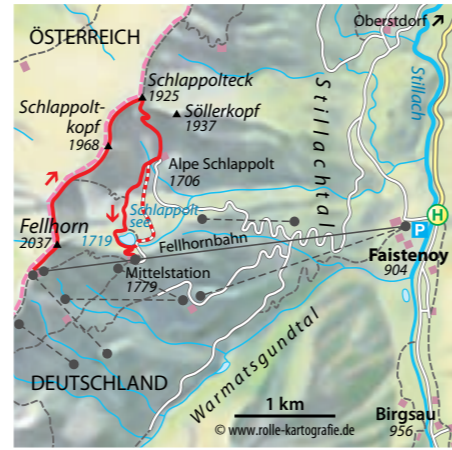 Oberstdorf
ÖSTERREICH
Schlappolteck
1925
Schlappolt-
kopf
1968
Söllerkopf
1937
Stillachtal
Stillach
Alpe Schlappolt
1706
Schlappolt
see
1719
Fellhorn
2037
Fellhornbahn
H
P
Faistenoy
904
Mittelstation
1779
Warmatsgundtal
DEUTSCHLAND
1 km
© www.rolle-kartografie.de
Birgsau
956